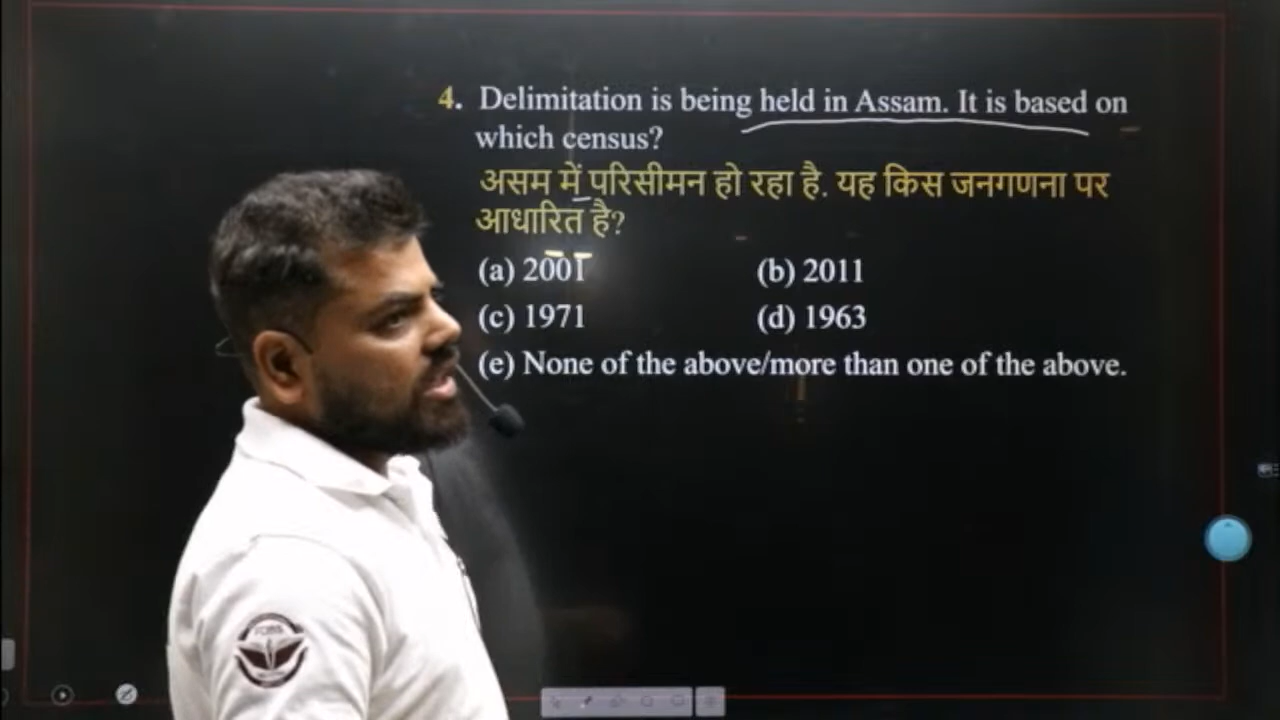 4. Delimitation is being held in Assam. It is based on
which census?
असम में परिसीमन हो रहा है. यह किस जनगणना पर
आधारित है?
(a) 2001 (b) 2011
(c) 1971 (d) 1963
(e) None of the above/more than one of the above.